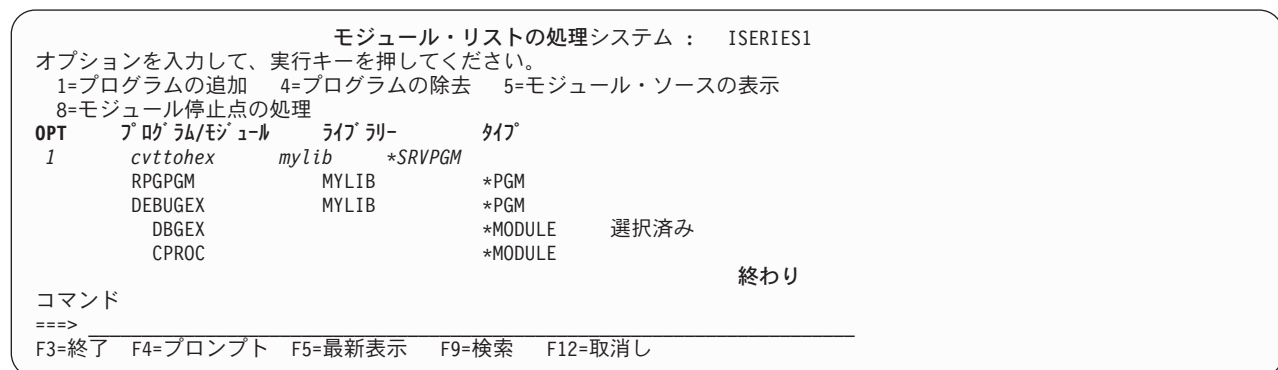 モジュール・リストの処理システム : ISERIES1
オプションを入力して、実行キーを押してください。
1=プログラムの追加 4=プログラムの除去 5=モジュール・ソースの表示
8=モジュール停止点の処理
OPT ﾌﾟﾛｸﾞﾗﾑ/ﾓｼﾞｭｰﾙ ﾗｲﾌﾞﾗﾘｰ ﾀｲﾌﾟ
1 cvttohex mylib *SRVPGM
RPGPGM MYLIB *PGM
DEBUGEX MYLIB *PGM
DBGEX *MODULE 選択済み
CPROC *MODULE
終わり
コマンド
===>
F3=終了 F4=プロンプト F5=最新表示 F9=検索 F12=取消し